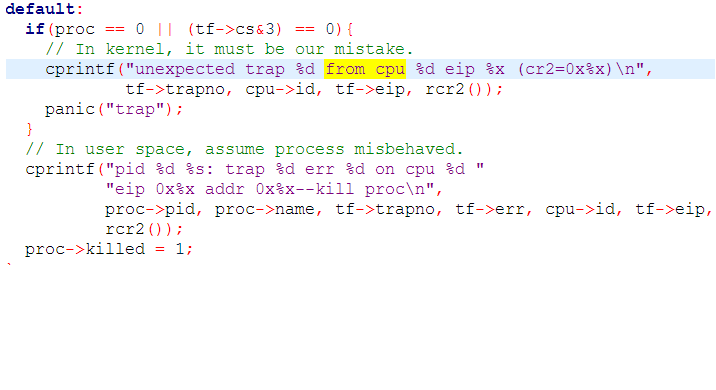 default:
if(proc == 0 || (tf->cs&3) == 0){
// In kernel, it must be our mistake.
cprintf("unexpected trap %d from cpu %d eip %x (cr2=0x%x)\n",
tf->trapno, cpu->id, tf->eip, rcr2());
panic("trap");
}
// In user space, assume process misbehaved.
cprintf("pid %d %s: trap %d err %d on cpu %d "
"eip 0x%x addr 0x%x--kill proc\n",
proc->pid, proc->name, tf->trapno, tf->err, cpu->id, tf->eip,
rcr2());
proc->killed = 1;
`